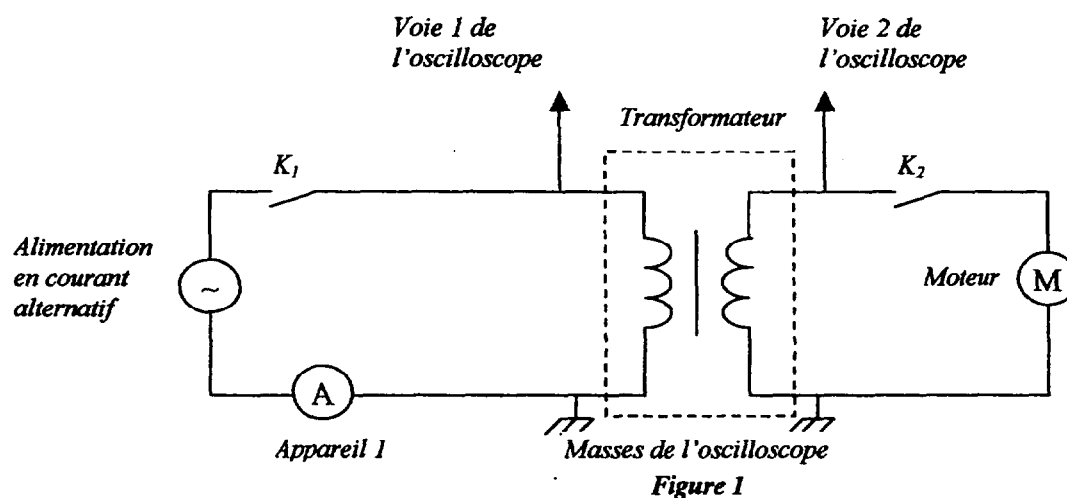 Voie 1 de
l'oscilloscope
Voie 2 de
l'oscilloscope
Transformateur
K₁
K₂
Alimentation
en courant
alternatif
~
Moteur
M
A
Appareil 1
Masses de l'oscilloscope
Figure 1